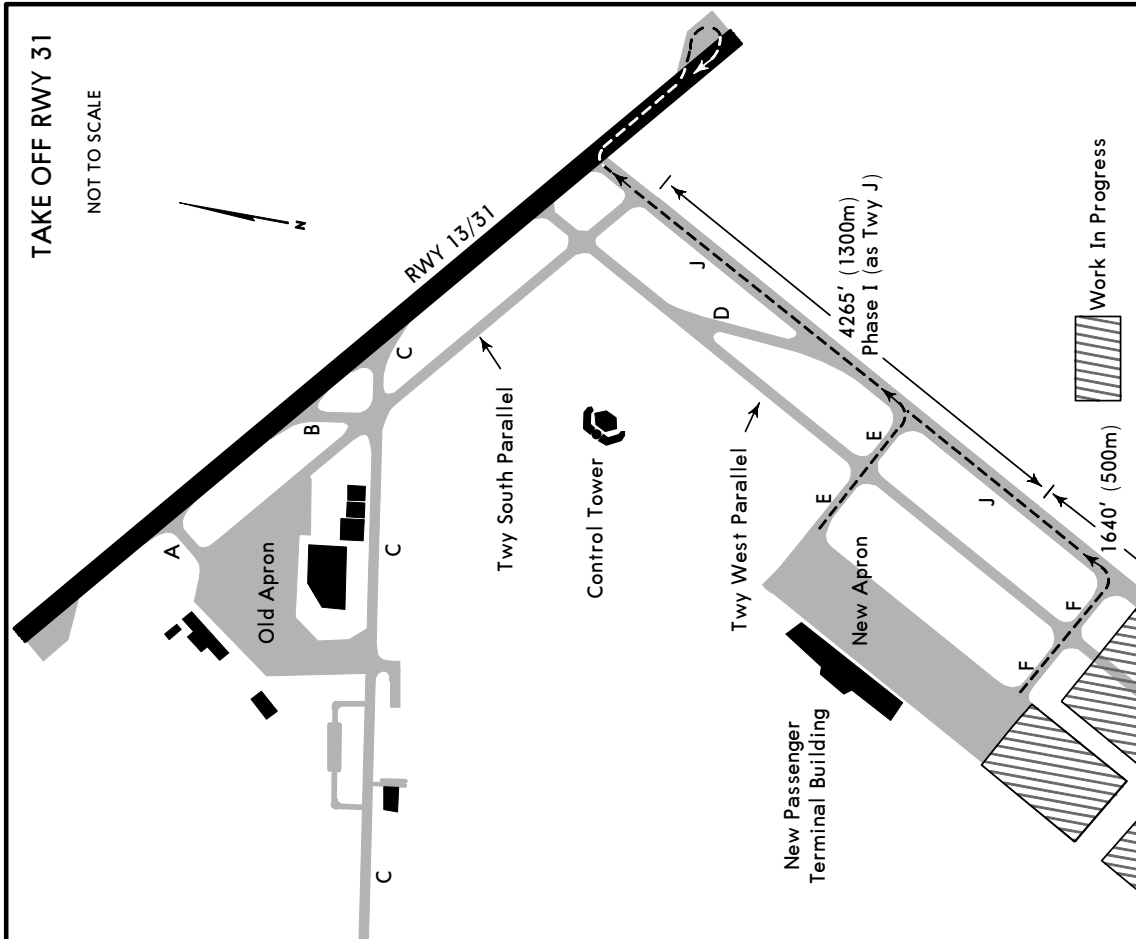 TAKE OFF RWY 31
NOT TO SCALE
N
RWY 13/31
A
B
C
Old Apron
C
C
Twy South Parallel
Control Tower
Twy West Parallel
D
J
4265' (1300m)
Phase I (as Twy J)
Work In Progress
E
E
J
1640' (500m)
New Apron
F
F
New Passenger
Terminal Building